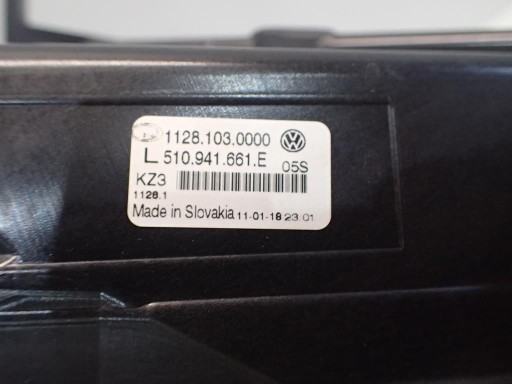 1128.103.0000
L 510.941.661.E 05S
KZ3
1128.1
Made in Slovakia 11-01-18 23:01